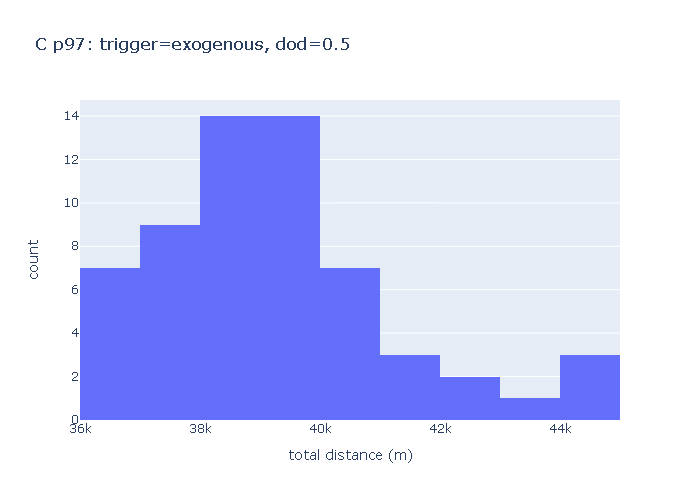 C p97: trigger=exogenous, dod=0.5
14
12
10
8
6
4
2
0
count
36k 38k 40k 42k 44k
total distance (m)